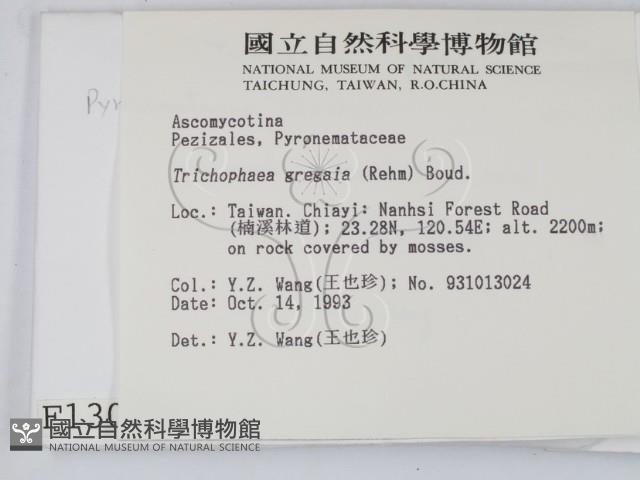 國立自然科學博物館
NATIONAL MUSEUM OF NATURAL SCIENCE
TAICHUNG, TAIWAN, R.O.CHINA
Ascomycotina
Pezizales, Pyronemataceae
Trichophaea gregaia (Rehm) Boud.
Loc.: Taiwan. Chiayi: Nanhsi Forest Road
(楠溪林道); 23.28N, 120.54E; alt. 2200m;
on rock covered by mosses.
Col.: Y.Z. Wang(王也珍); No. 931013024
Date: Oct. 14, 1993
Det.: Y.Z. Wang(王也珍)
國立自然科學博物館
NATIONAL MUSEUM OF NATURAL SCIENCE